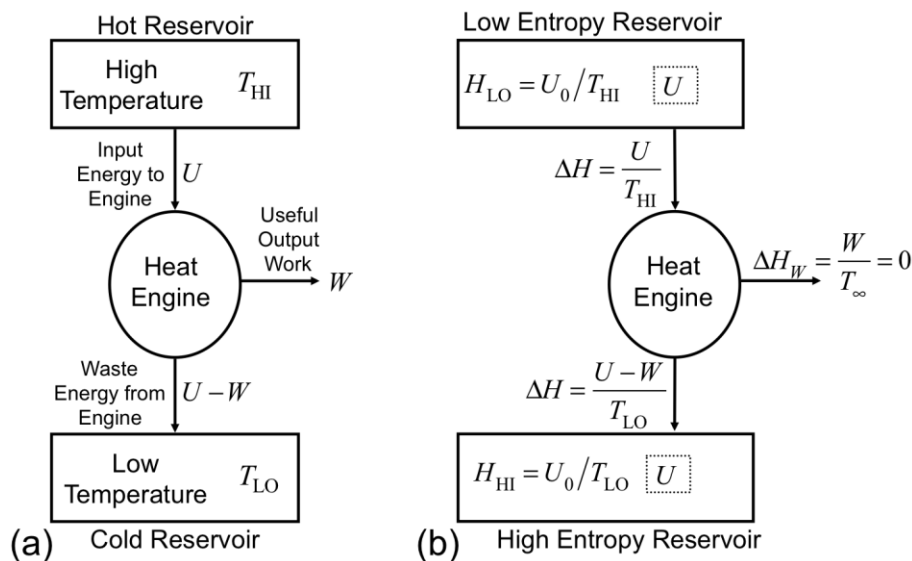 Hot Reservoir
High
Temperature
T_HI
Input
Energy to
Engine
U
Useful
Output
Work
Heat
Engine
W
Waste
Energy from
Engine
U − W
Low
Temperature
T_LO
(a)
Cold Reservoir
Low Entropy Reservoir
H_LO = U_0/T_HI U
ΔH = U/T_HI
Heat
Engine
ΔH_W = W/T_∞ = 0
ΔH = (U − W)/T_LO
H_HI = U_0/T_LO U
(b)
High Entropy Reservoir